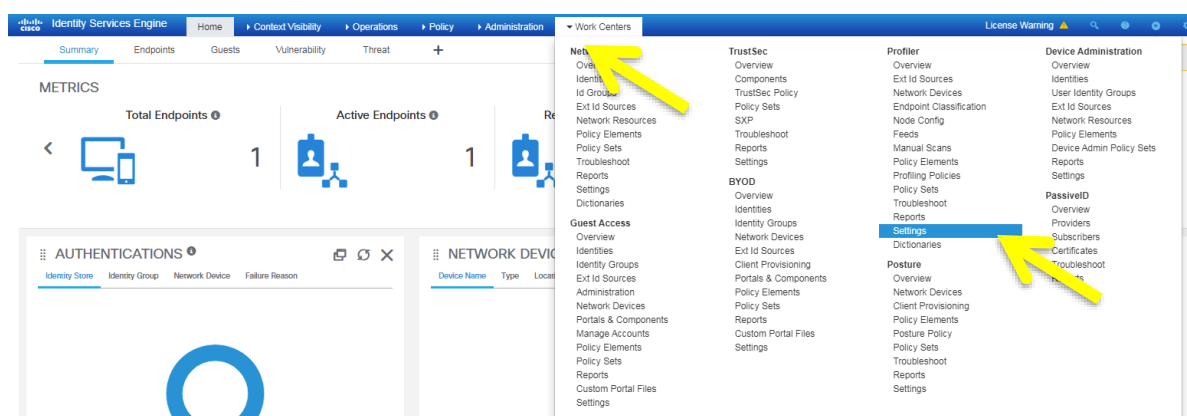 cisco Identity Services Engine Home Context Visibility Operations Policy Administration Work Centers License Warning
Summary Endpoints Guests Vulnerability Threat +
METRICS
Total Endpoints
1
Active Endpoints
1
Re
AUTHENTICATIONS
Identity Store Identity Group Network Device Failure Reason
NETWORK DEVIC
Device Name Type Locati
Overview
Id Groups
Ext Id Sources
Network Resources
Policy Elements
Policy Sets
Troubleshoot
Reports
Settings
Dictionaries
Guest Access
Overview
Identities
Identity Groups
Ext Id Sources
Administration
Network Devices
Portals & Components
Manage Accounts
Policy Elements
Policy Sets
Reports
Custom Portal Files
Settings
TrustSec
Overview
Components
TrustSec Policy
Policy Sets
SXP
Troubleshoot
Reports
Settings
BYOD
Overview
Identities
Identity Groups
Network Devices
Ext Id Sources
Client Provisioning
Portals & Components
Policy Elements
Policy Sets
Reports
Custom Portal Files
Settings
Profiler
Overview
Ext Id Sources
Network Devices
Endpoint Classification
Node Config
Feeds
Manual Scans
Policy Elements
Profiling Policies
Policy Sets
Troubleshoot
Reports
Settings
Dictionaries
Posture
Overview
Network Devices
Client Provisioning
Policy Elements
Posture Policy
Policy Sets
Troubleshoot
Reports
Settings
Device Administration
Overview
Identities
User Identity Groups
Ext Id Sources
Network Resources
Policy Elements
Device Admin Policy Sets
Reports
Settings
PassiveID
Overview
Providers
Subscribers
Certificates
Troubleshoot